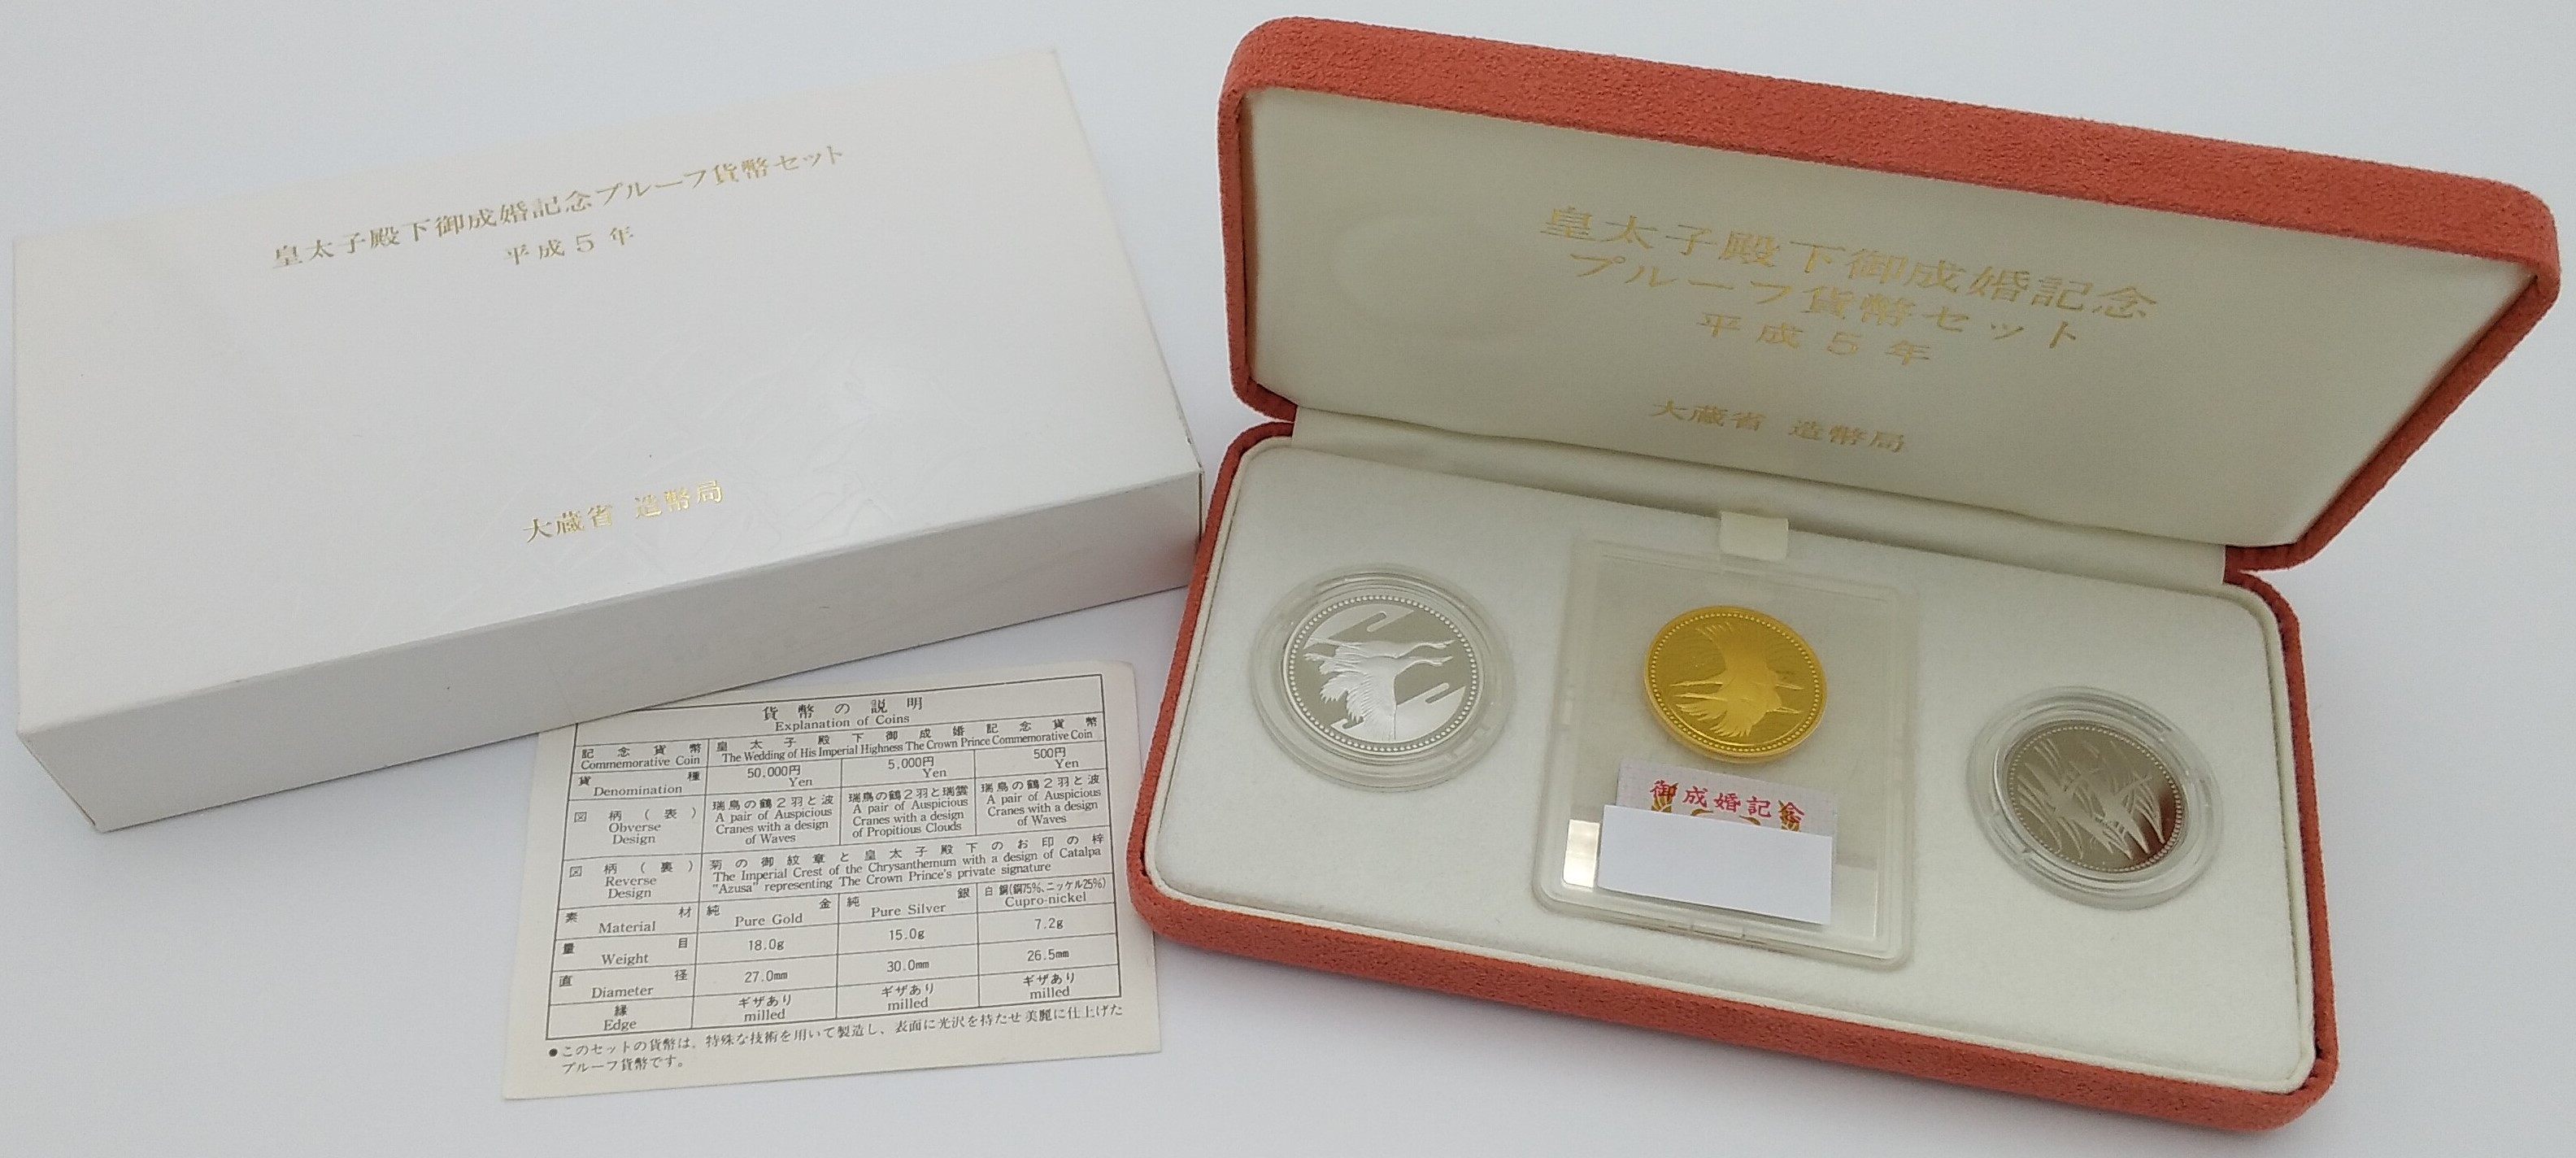 皇太子殿下御成婚記念プルーフ貨幣セット
平成5年
大蔵省 造幣局
皇太子殿下御成婚記念
プルーフ貨幣セット
平成5年
大蔵省 造幣局
御成婚記念
貨幣の説明
Explanation of Coins
記念貨幣 皇太子殿下御成婚記念貨幣
Commemorative Coin The Wedding of His Imperial Highness The Crown Prince Commemorative Coin
貨種 50,000円 5,000円 500円
Denomination Yen Yen Yen
図柄(表) 瑞鳥の鶴2羽と波 瑞鳥の鶴2羽と瑞雲 瑞鳥の鶴2羽と波
Obverse A pair of Auspicious A pair of Auspicious A pair of Auspicious
Design Cranes with a design Cranes with a design Cranes with a design
of Waves of Propitious Clouds of Waves
図柄(裏) 菊の御紋章と皇太子殿下のお印の梓
Reverse The Imperial Crest of the Chrysanthemum with a design of Catalpa
Design "Azusa" representing The Crown Prince's private signature
素材 純金 純銀 白銅(銅75%、ニッケル25%)
Material Pure Gold Pure Silver Cupro-nickel
量目 18.0g 15.0g 7.2g
Weight
直径 27.0mm 30.0mm 26.5mm
Diameter
縁 ギザあり ギザあり ギザあり
Edge milled milled milled
●このセットの貨幣は、特殊な技術を用いて製造し、表面に光沢を持たせ美麗に仕上げた
プルーフ貨幣です。